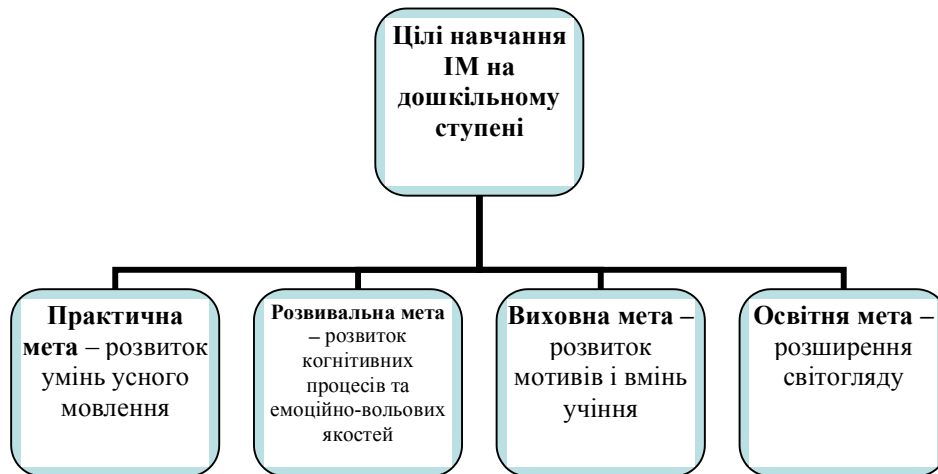 Цілі навчання
ІМ на
дошкільному
ступені
Практична
мета – розвиток
умінь усного
мовлення
Розвивальна мета
– розвиток
когнітивних
процесів та
емоційно-вольових
якостей
Виховна мета –
розвиток
мотивів і вмінь
учіння
Освітня мета –
розширення
світогляду